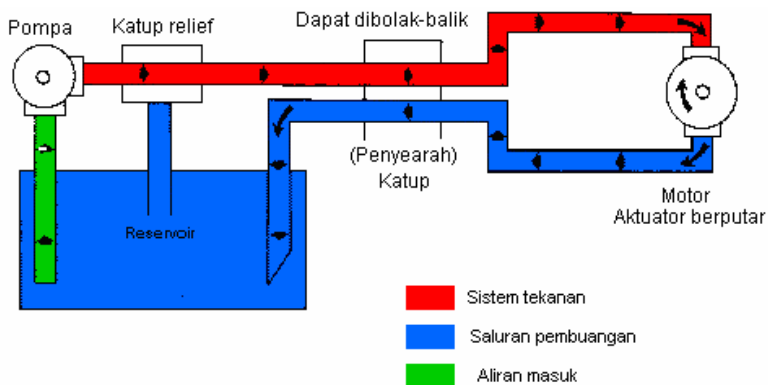 Pompa
Katup relief
Dapat dibolak-balik
(Penyearah)
Katup
Reservoir
Motor
Aktuator berputar
Sistem tekanan
Saluran pembuangan
Aliran masuk